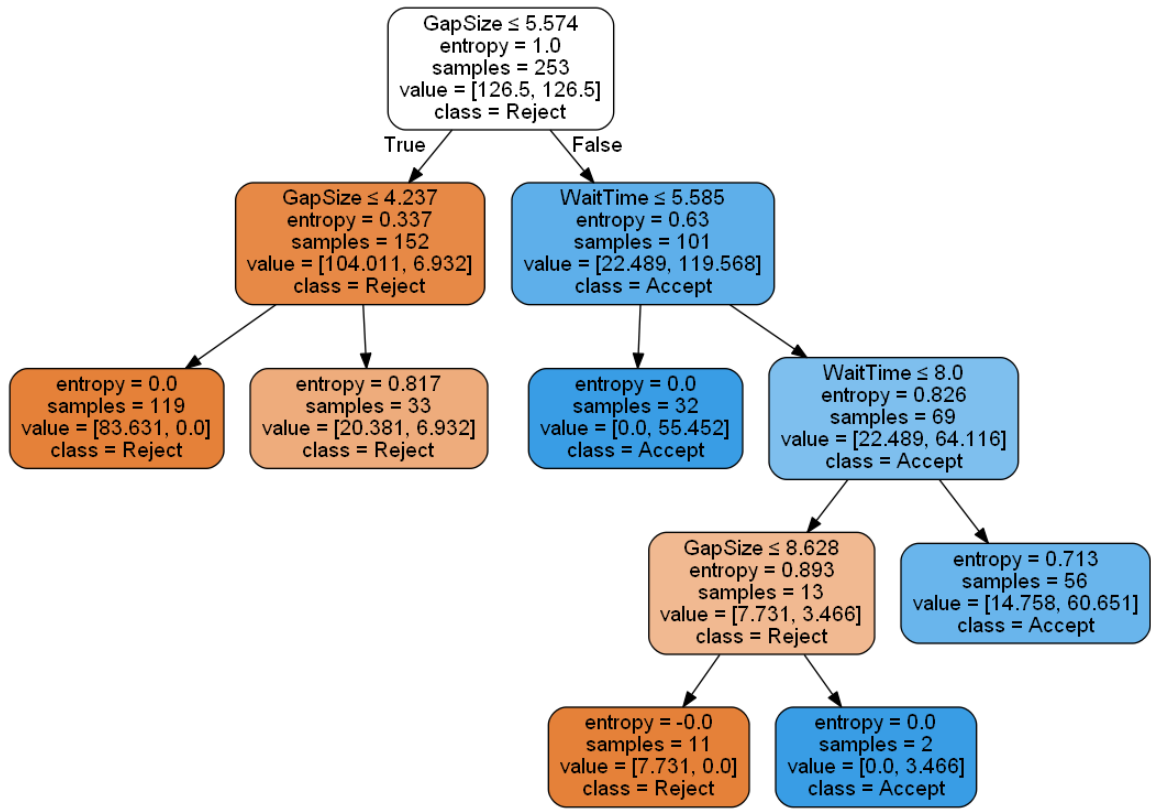 GapSize ≤ 5.574
entropy = 1.0
samples = 253
value = [126.5, 126.5]
class = Reject
True
False
GapSize ≤ 4.237
entropy = 0.337
samples = 152
value = [104.011, 6.932]
class = Reject
WaitTime ≤ 5.585
entropy = 0.63
samples = 101
value = [22.489, 119.568]
class = Accept
entropy = 0.0
samples = 119
value = [83.631, 0.0]
class = Reject
entropy = 0.817
samples = 33
value = [20.381, 6.932]
class = Reject
entropy = 0.0
samples = 32
value = [0.0, 55.452]
class = Accept
WaitTime ≤ 8.0
entropy = 0.826
samples = 69
value = [22.489, 64.116]
class = Accept
GapSize ≤ 8.628
entropy = 0.893
samples = 13
value = [7.731, 3.466]
class = Reject
entropy = 0.713
samples = 56
value = [14.758, 60.651]
class = Accept
entropy = -0.0
samples = 11
value = [7.731, 0.0]
class = Reject
entropy = 0.0
samples = 2
value = [0.0, 3.466]
class = Accept